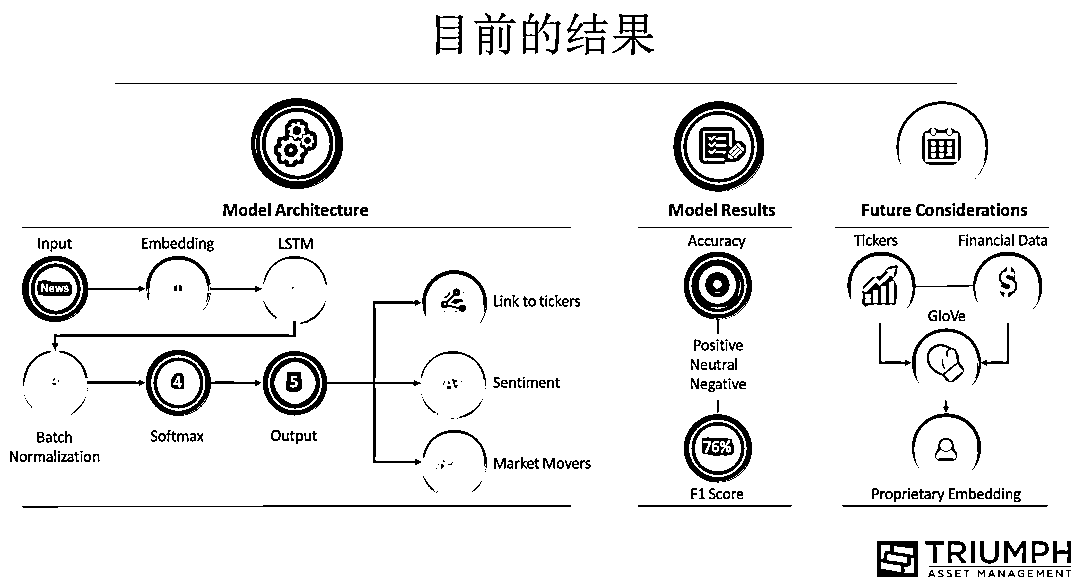 目前的结果
Model Architecture
Input
Embedding
LSTM
News
Link to tickers
4
5
Sentiment
Batch
Normalization
Softmax
Output
Market Movers
Model Results
Accuracy
Positive
Neutral
Negative
76%
F1 Score
Future Considerations
Tickers
Financial Data
$
GloVe
Proprietary Embedding
TRIUMPH
ASSET MANAGEMENT